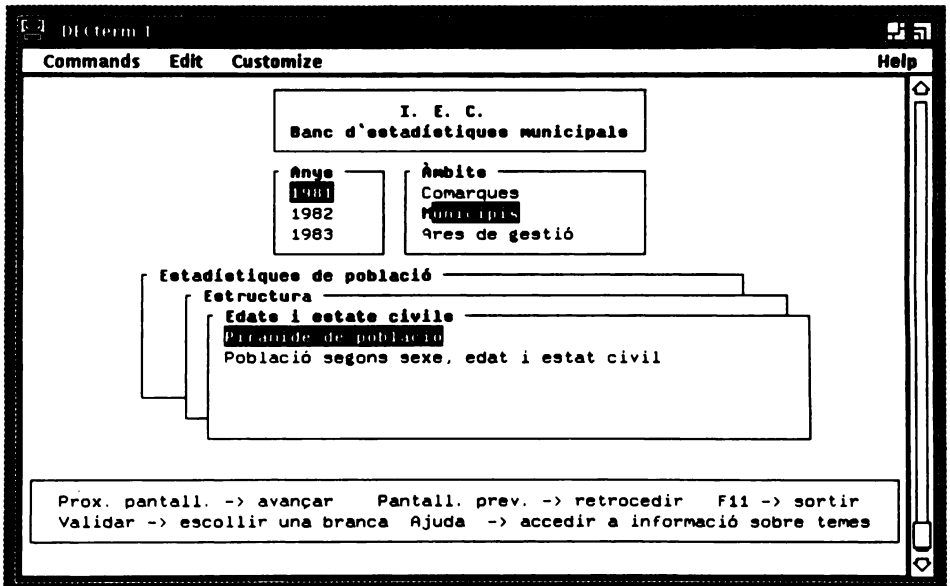 DECterm 1
Commands Edit Customize Help
I. E. C.
Banc d'estadístiques municipals
Anys
1981
1982
1983
Àmbits
Comarques
Municipis
Ares de gestió
Estadístiques de població
Estructura
Edats i estats civils
Piràmide de població
Població segons sexe, edat i estat civil
Prox. pantall. -> avançar Pantall. prev. -> retrocedir F11 -> sortir
Validar -> escollir una branca Ajuda -> accedir a informació sobre temes